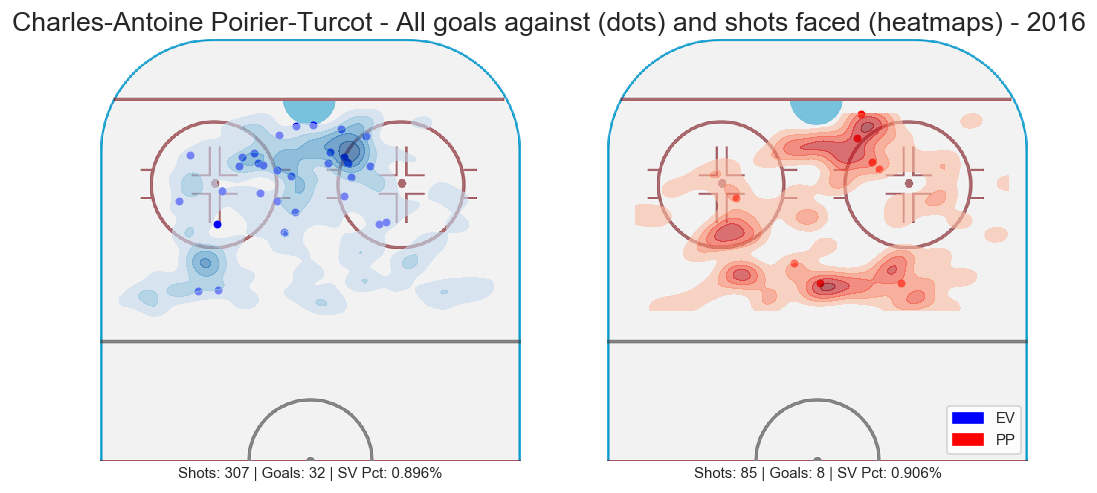 Charles-Antoine Poirier-Turcot - All goals against (dots) and shots faced (heatmaps) - 2016
EV
PP
Shots: 307 | Goals: 32 | SV Pct: 0.896%
Shots: 85 | Goals: 8 | SV Pct: 0.906%